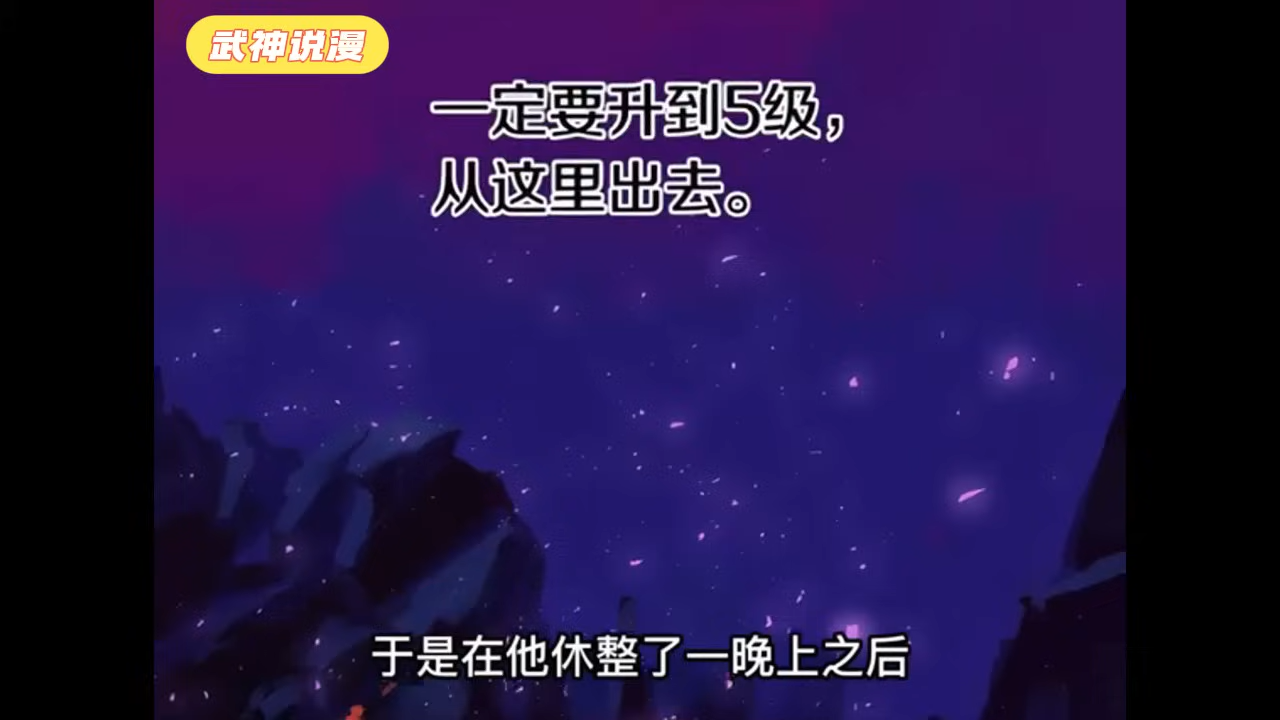 武神说漫
一定要升到5级，
从这里出去。
于是在他休整了一晚上之后